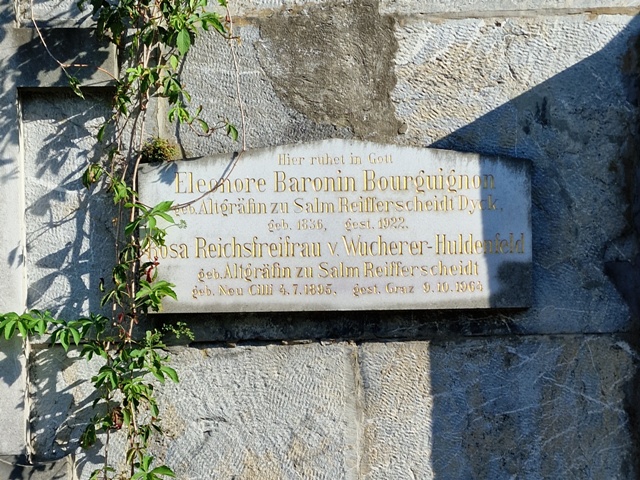 Hier ruhet in Gott
Eleonore Baronin Bourguignon
geb. Altgräfin zu Salm Reifferscheidt Dyck.
geb. 1836, gest. 1922.
Rosa Reichsfreifrau v. Wucherer-Huldenfeld
geb. Altgräfin zu Salm Reifferscheidt
geb. Neu Cilli 4.7.1895, gest. Graz 9.10.1964